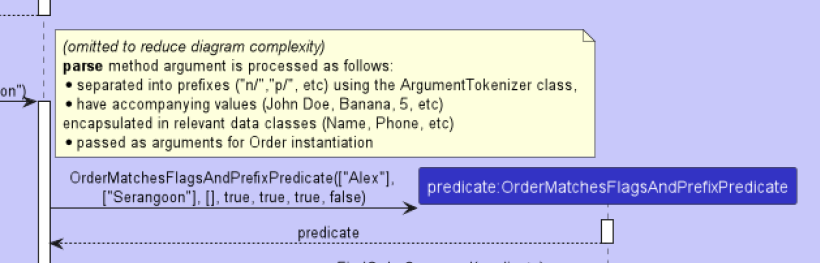 (omitted to reduce diagram complexity)
parse method argument is processed as follows:
• separated into prefixes ("n/","p/", etc) using the ArgumentTokenizer class,
on")
• have accompanying values (John Doe, Banana, 5, etc)
encapsulated in relevant data classes (Name, Phone, etc)
• passed as arguments for Order instantiation
OrderMatchesFlagsAndPrefixPredicate(["Alex"],
["Serangoon"], [], true, true, true, false)
predicate:OrderMatchesFlagsAndPrefixPredicate
predicate